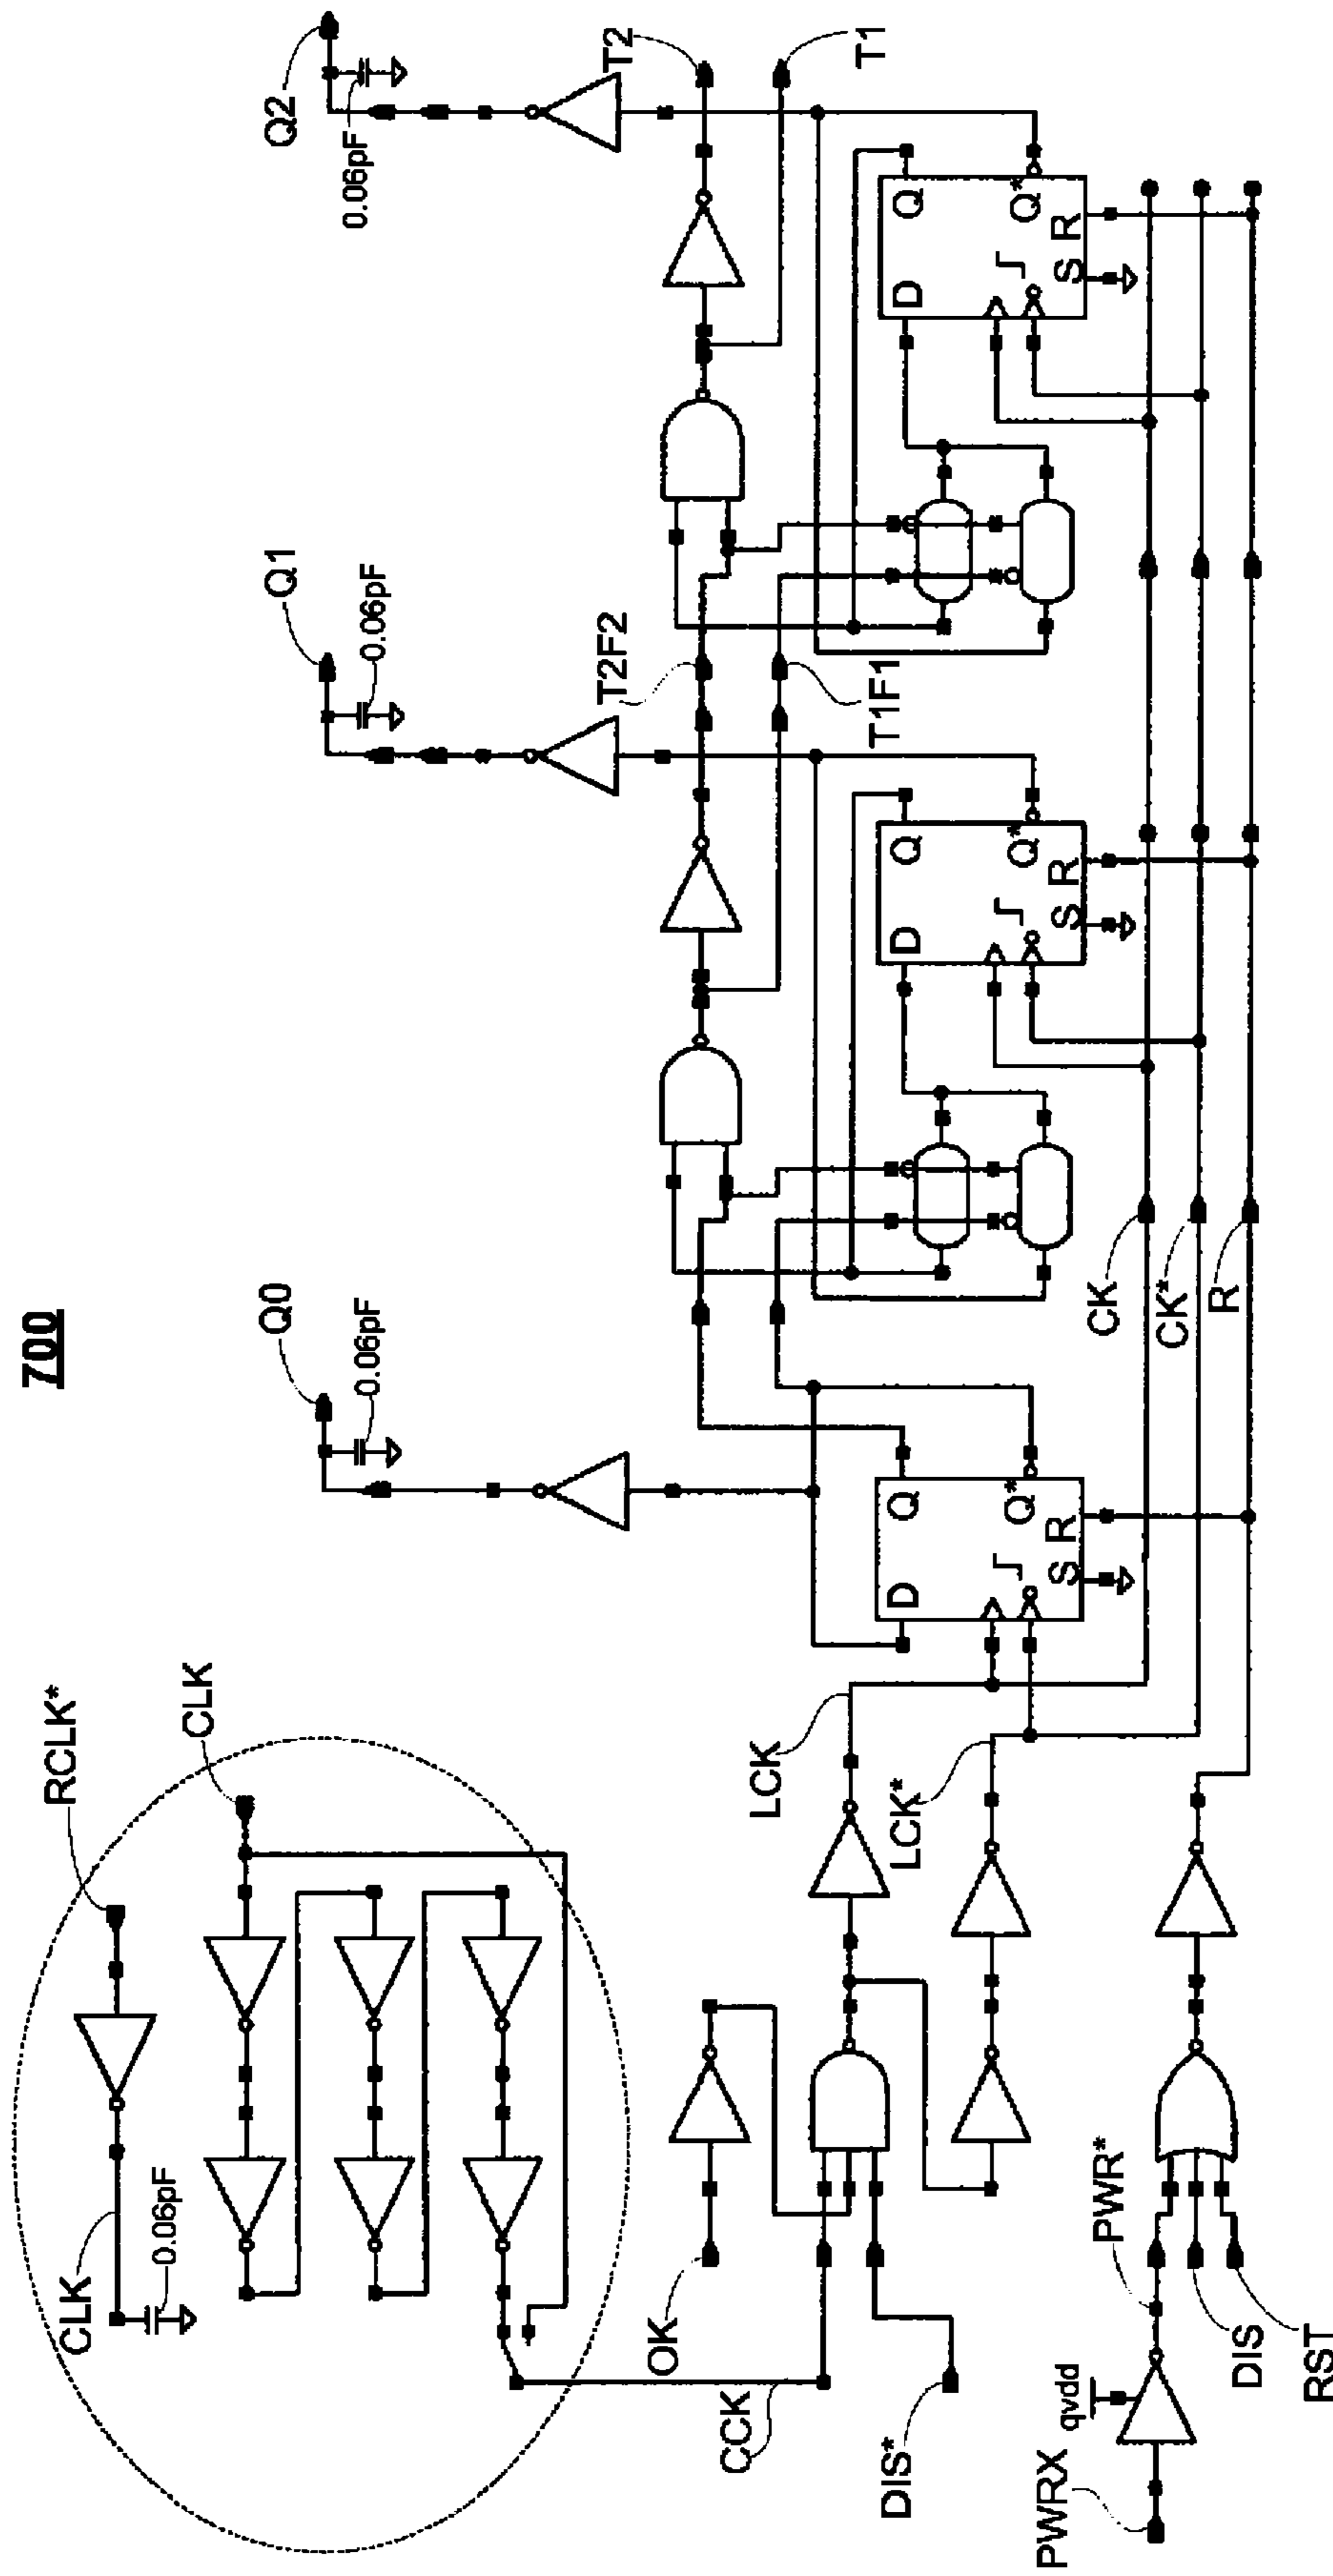 700
RCLK*
CLK
CLK
0.06pF
CCK
OK
DIS*
LCK
LCK*
PWRX
qvdd
PWR*
DIS
RST
Q0
0.06pF
D
Q
Q*
S
R
CK
CK*
R
Q1
0.06pF
T2F2
T1F1
D
Q
Q*
S
R
Q2
0.06pF
T2
T1
D
Q
Q*
S
R